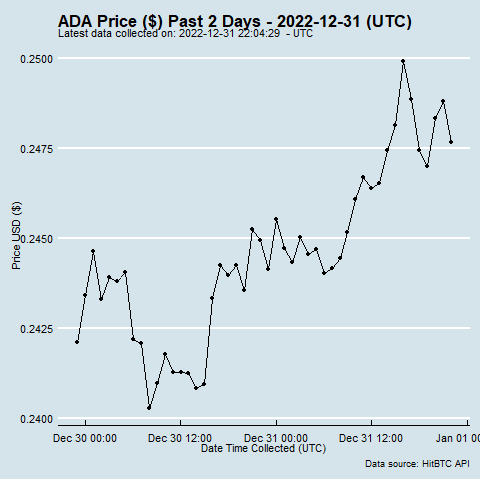 ADA Price ($) Past 2 Days - 2022-12-31 (UTC)
Latest data collected on: 2022-12-31 22:04:29 - UTC
0.2500
0.2475
0.2450
0.2425
0.2400
Price USD ($)
Dec 30 00:00 Dec 30 12:00 Dec 31 00:00 Dec 31 12:00 Jan 01 00
Date Time Collected (UTC)
Data source: HitBTC API